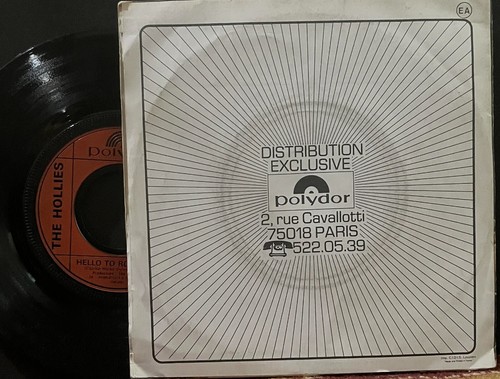 EA
DISTRIBUTION
EXCLUSIVE
polydor
2, rue Cavallotti
75018 PARIS
522.05.39
THE HOLLIES
HELLO TO